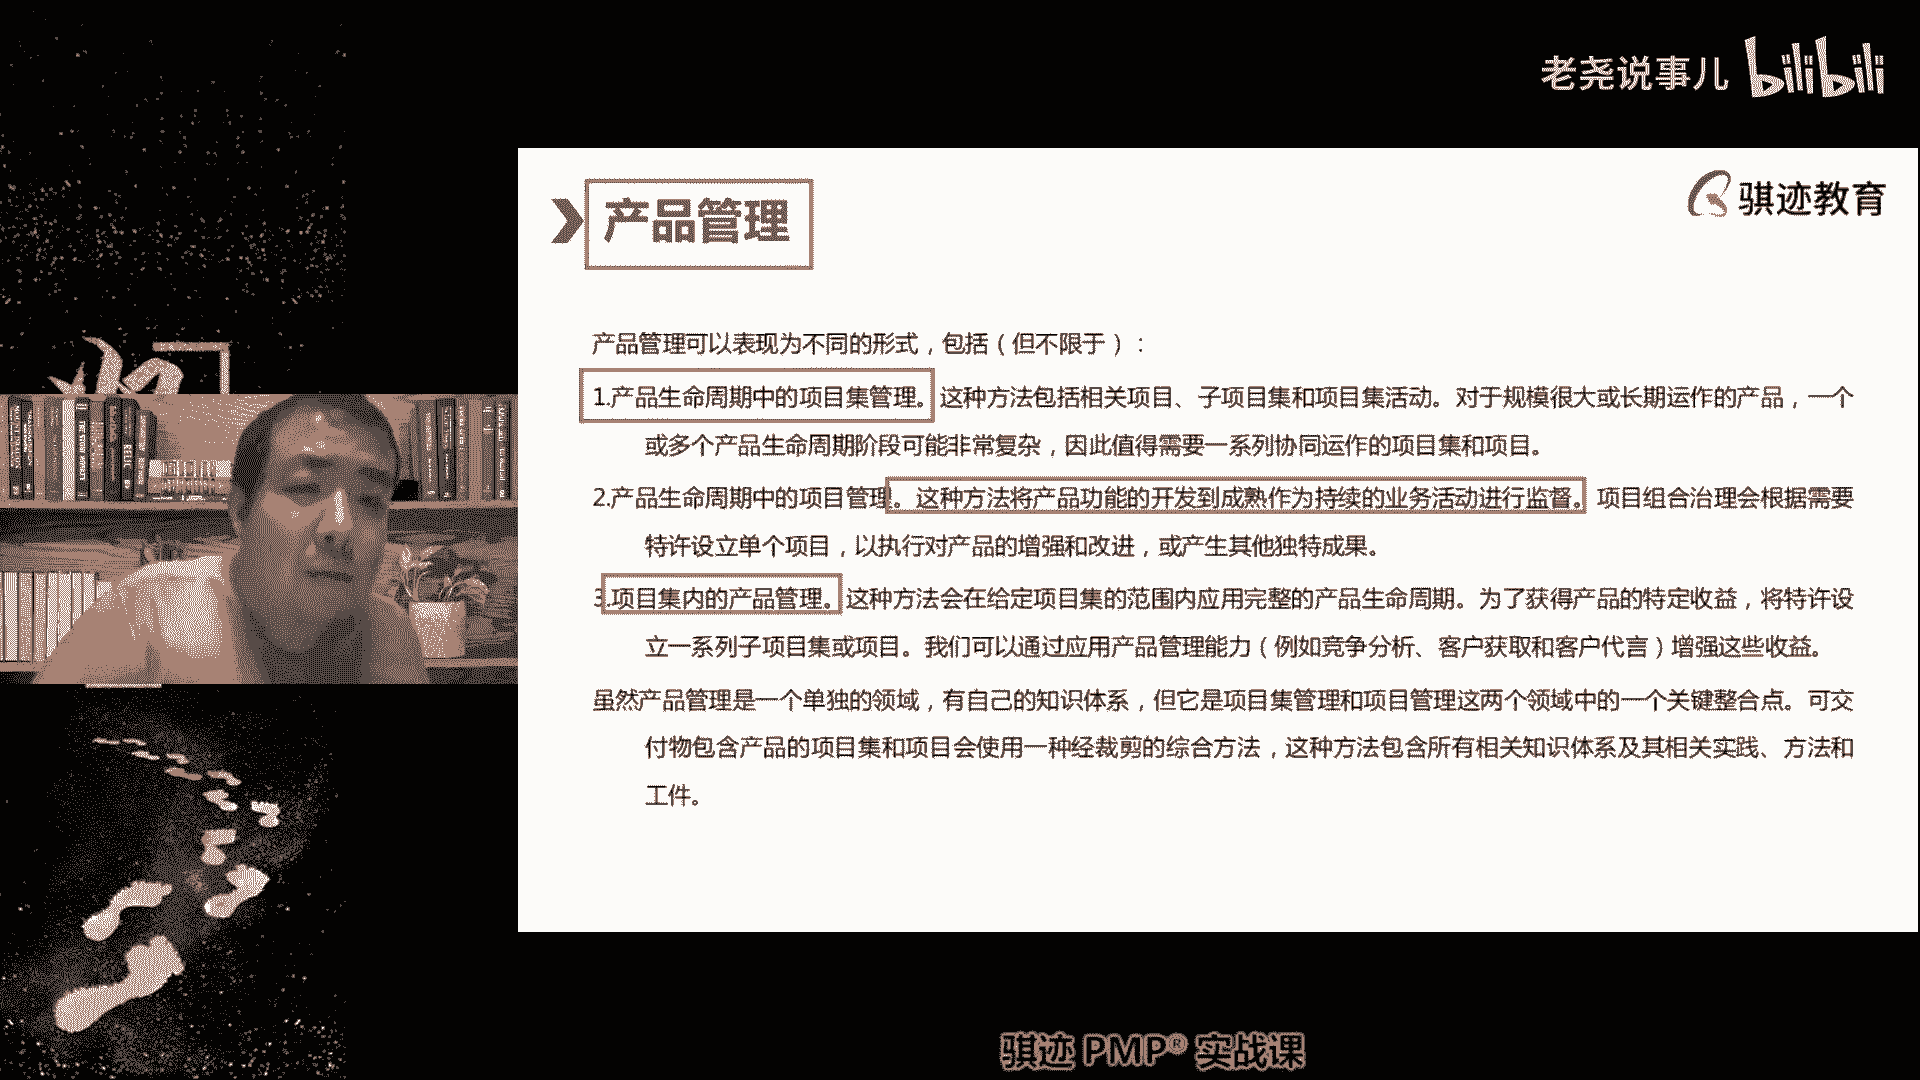 老尧说事儿 bilibili
骐迹教育
产品管理
产品管理可以表现为不同的形式，包括（但不限于）：
1.产品生命周期中的项目集管理。这种方法包括相关项目、子项目集和项目集活动。对于规模很大或长期运作的产品，一个
或多个产品生命周期阶段可能非常复杂，因此值得需要一系列协同运作的项目集和项目。
2.产品生命周期中的项目管理。这种方法将产品功能的开发到成熟作为持续的业务活动进行监督。项目组合治理会根据需要
特许设立单个项目，以执行对产品的增强和改进，或产生其他独特成果。
3.项目集内的产品管理。这种方法会在给定项目集的范围内应用完整的产品生命周期。为了获得产品的特定收益，将特许设
立一系列子项目集或项目。我们可以通过应用产品管理能力（例如竞争分析、客户获取和客户代言）增强这些收益。
虽然产品管理是一个单独的领域，有自己的知识体系，但它是项目集管理和项目管理这两个领域中的一个关键整合点。可交
付物包含产品的项目集和项目会使用一种经裁剪的综合方法，这种方法包含所有相关知识体系及其相关实践、方法和
工件。
骐迹 PMP® 实战课